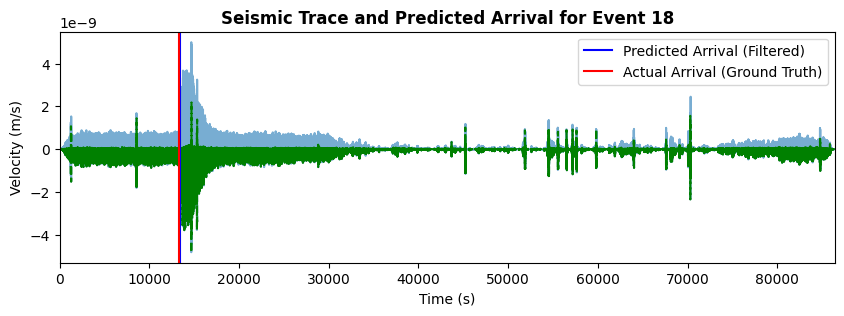 Seismic Trace and Predicted Arrival for Event 18
1e−9
Predicted Arrival (Filtered)
Actual Arrival (Ground Truth)
4
2
0
−2
−4
Velocity (m/s)
0 10000 20000 30000 40000 50000 60000 70000 80000
Time (s)